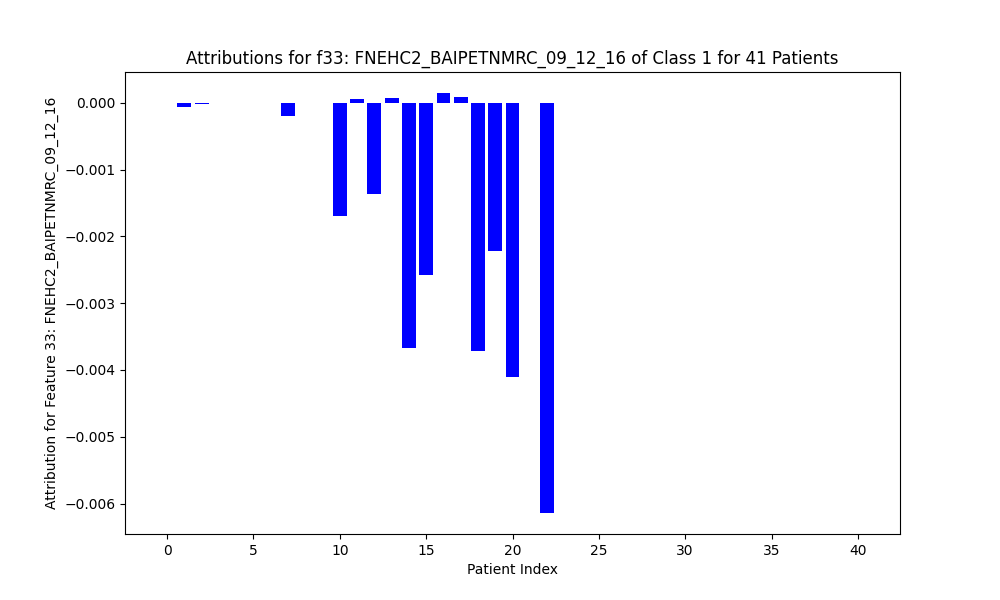 Attributions for f33: FNEHC2_BAIPETNMRC_09_12_16 of Class 1 for 41 Patients
Attribution for Feature 33: FNEHC2_BAIPETNMRC_09_12_16
0.000
−0.001
−0.002
−0.003
−0.004
−0.005
−0.006
0 5 10 15 20 25 30 35 40
Patient Index